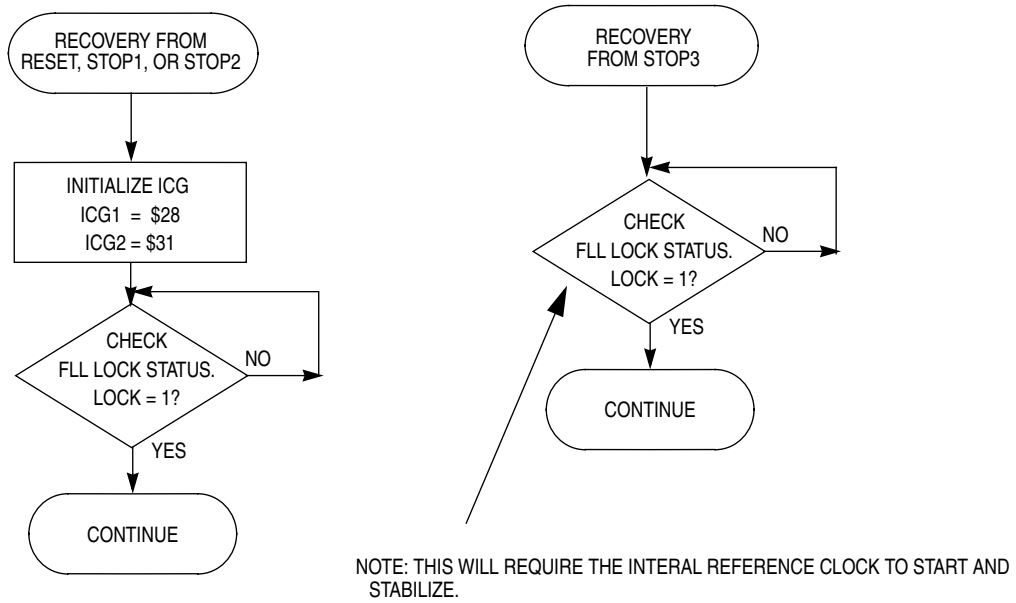 RECOVERY FROM
RESET, STOP1, OR STOP2
INITIALIZE ICG
ICG1 = $28
ICG2 = $31
CHECK
FLL LOCK STATUS.
LOCK = 1?
NO
YES
CONTINUE
RECOVERY
FROM STOP3
CHECK
FLL LOCK STATUS.
LOCK = 1?
NO
YES
CONTINUE
NOTE: THIS WILL REQUIRE THE INTERAL REFERENCE CLOCK TO START AND
STABILIZE.